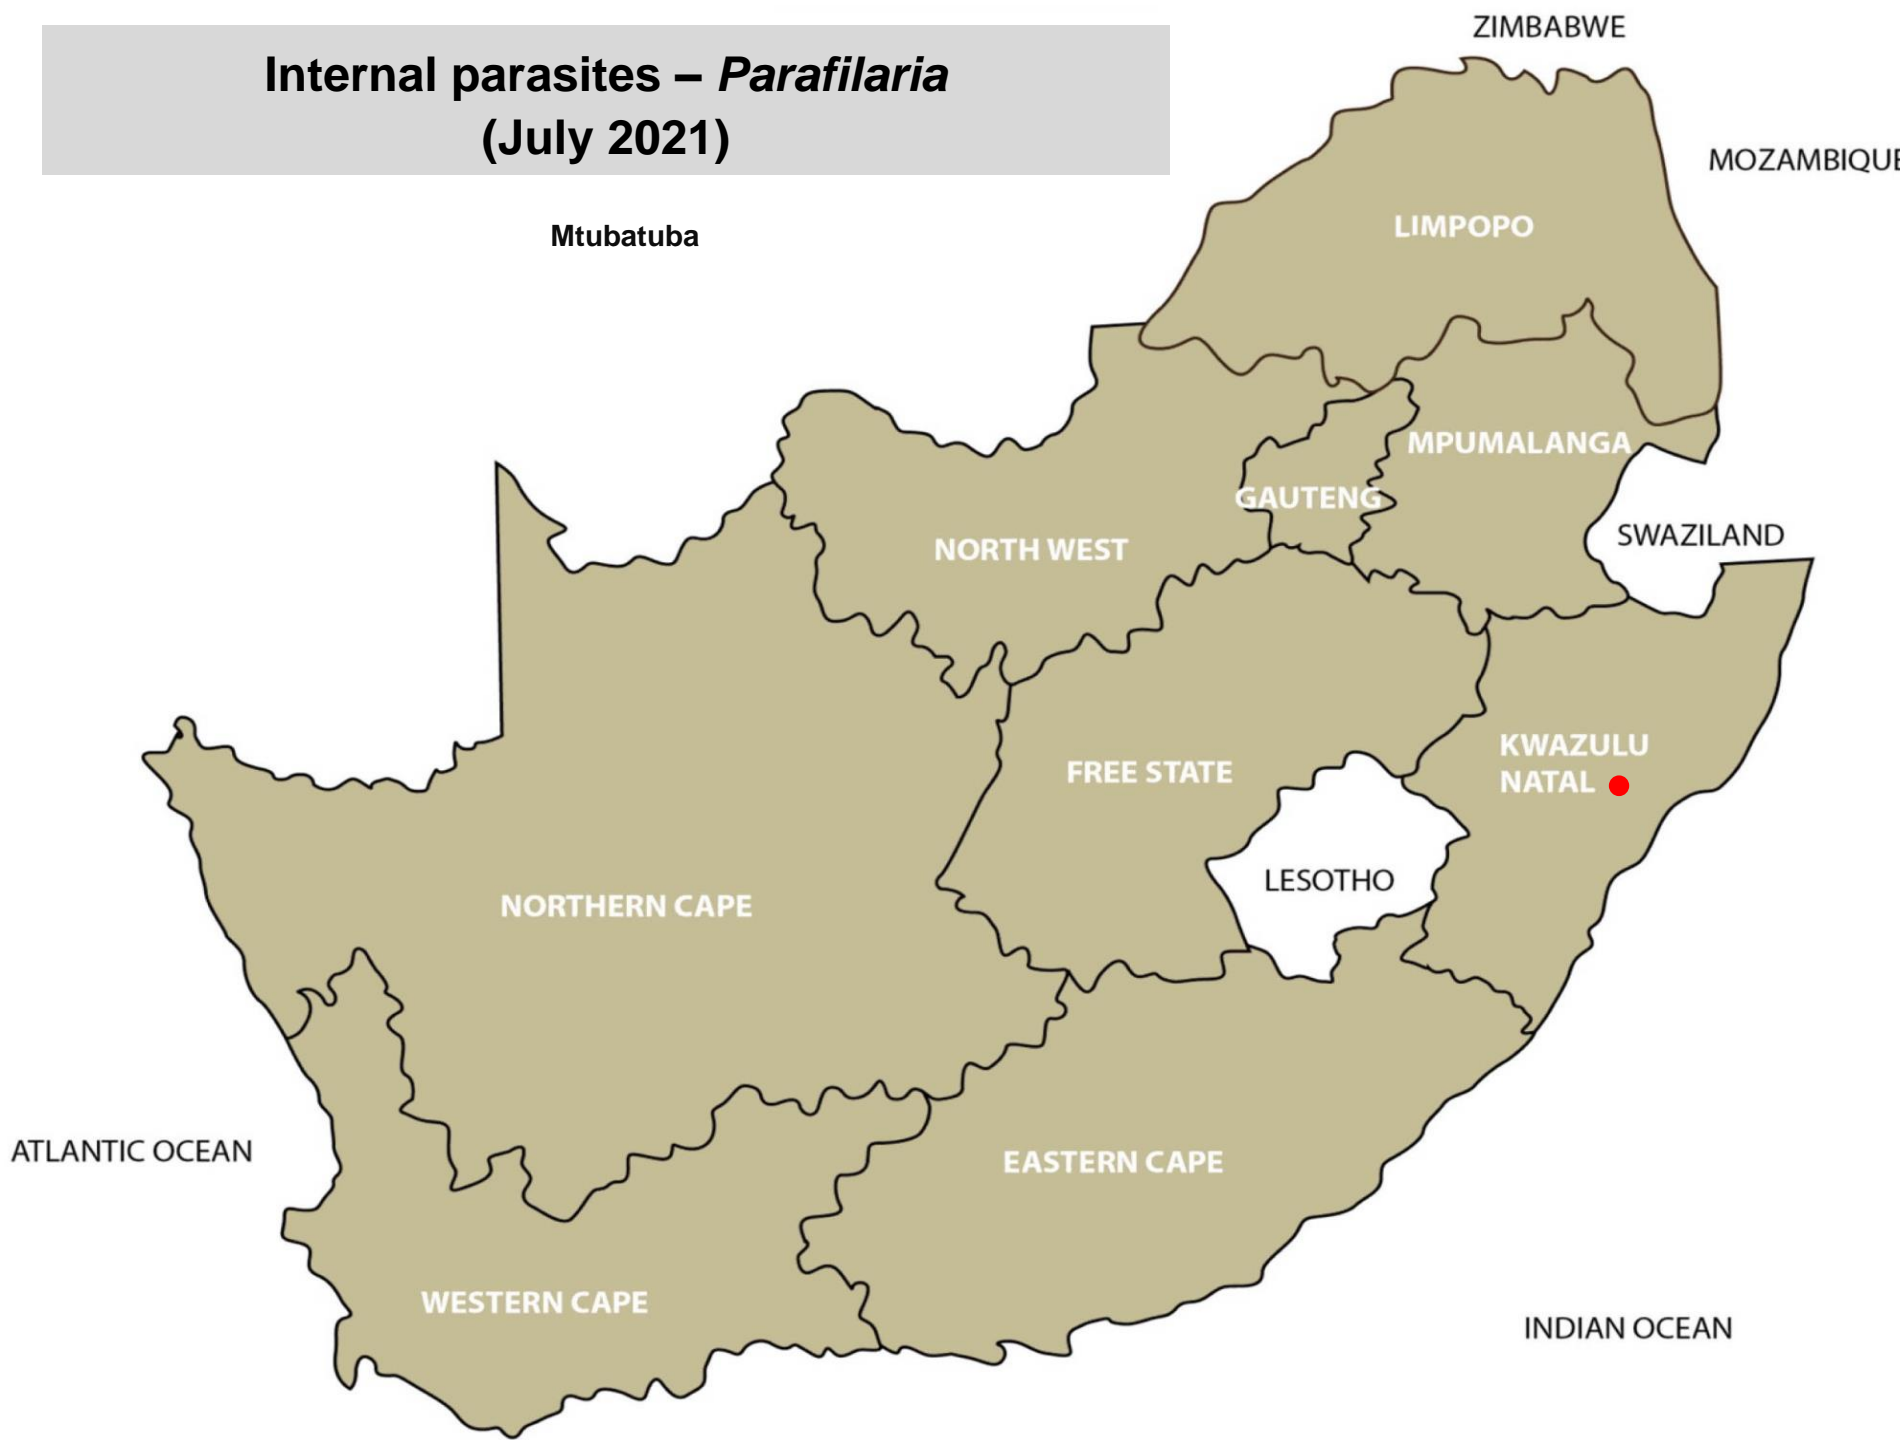 Internal parasites – Parafilaria
(July 2021)
Mtubatuba
ZIMBABWE
MOZAMBIQUE
LIMPOPO
MPUMALANGA
GAUTENG
NORTH WEST
SWAZILAND
KWAZULU
NATAL
FREE STATE
LESOTHO
NORTHERN CAPE
ATLANTIC OCEAN
EASTERN CAPE
WESTERN CAPE
INDIAN OCEAN